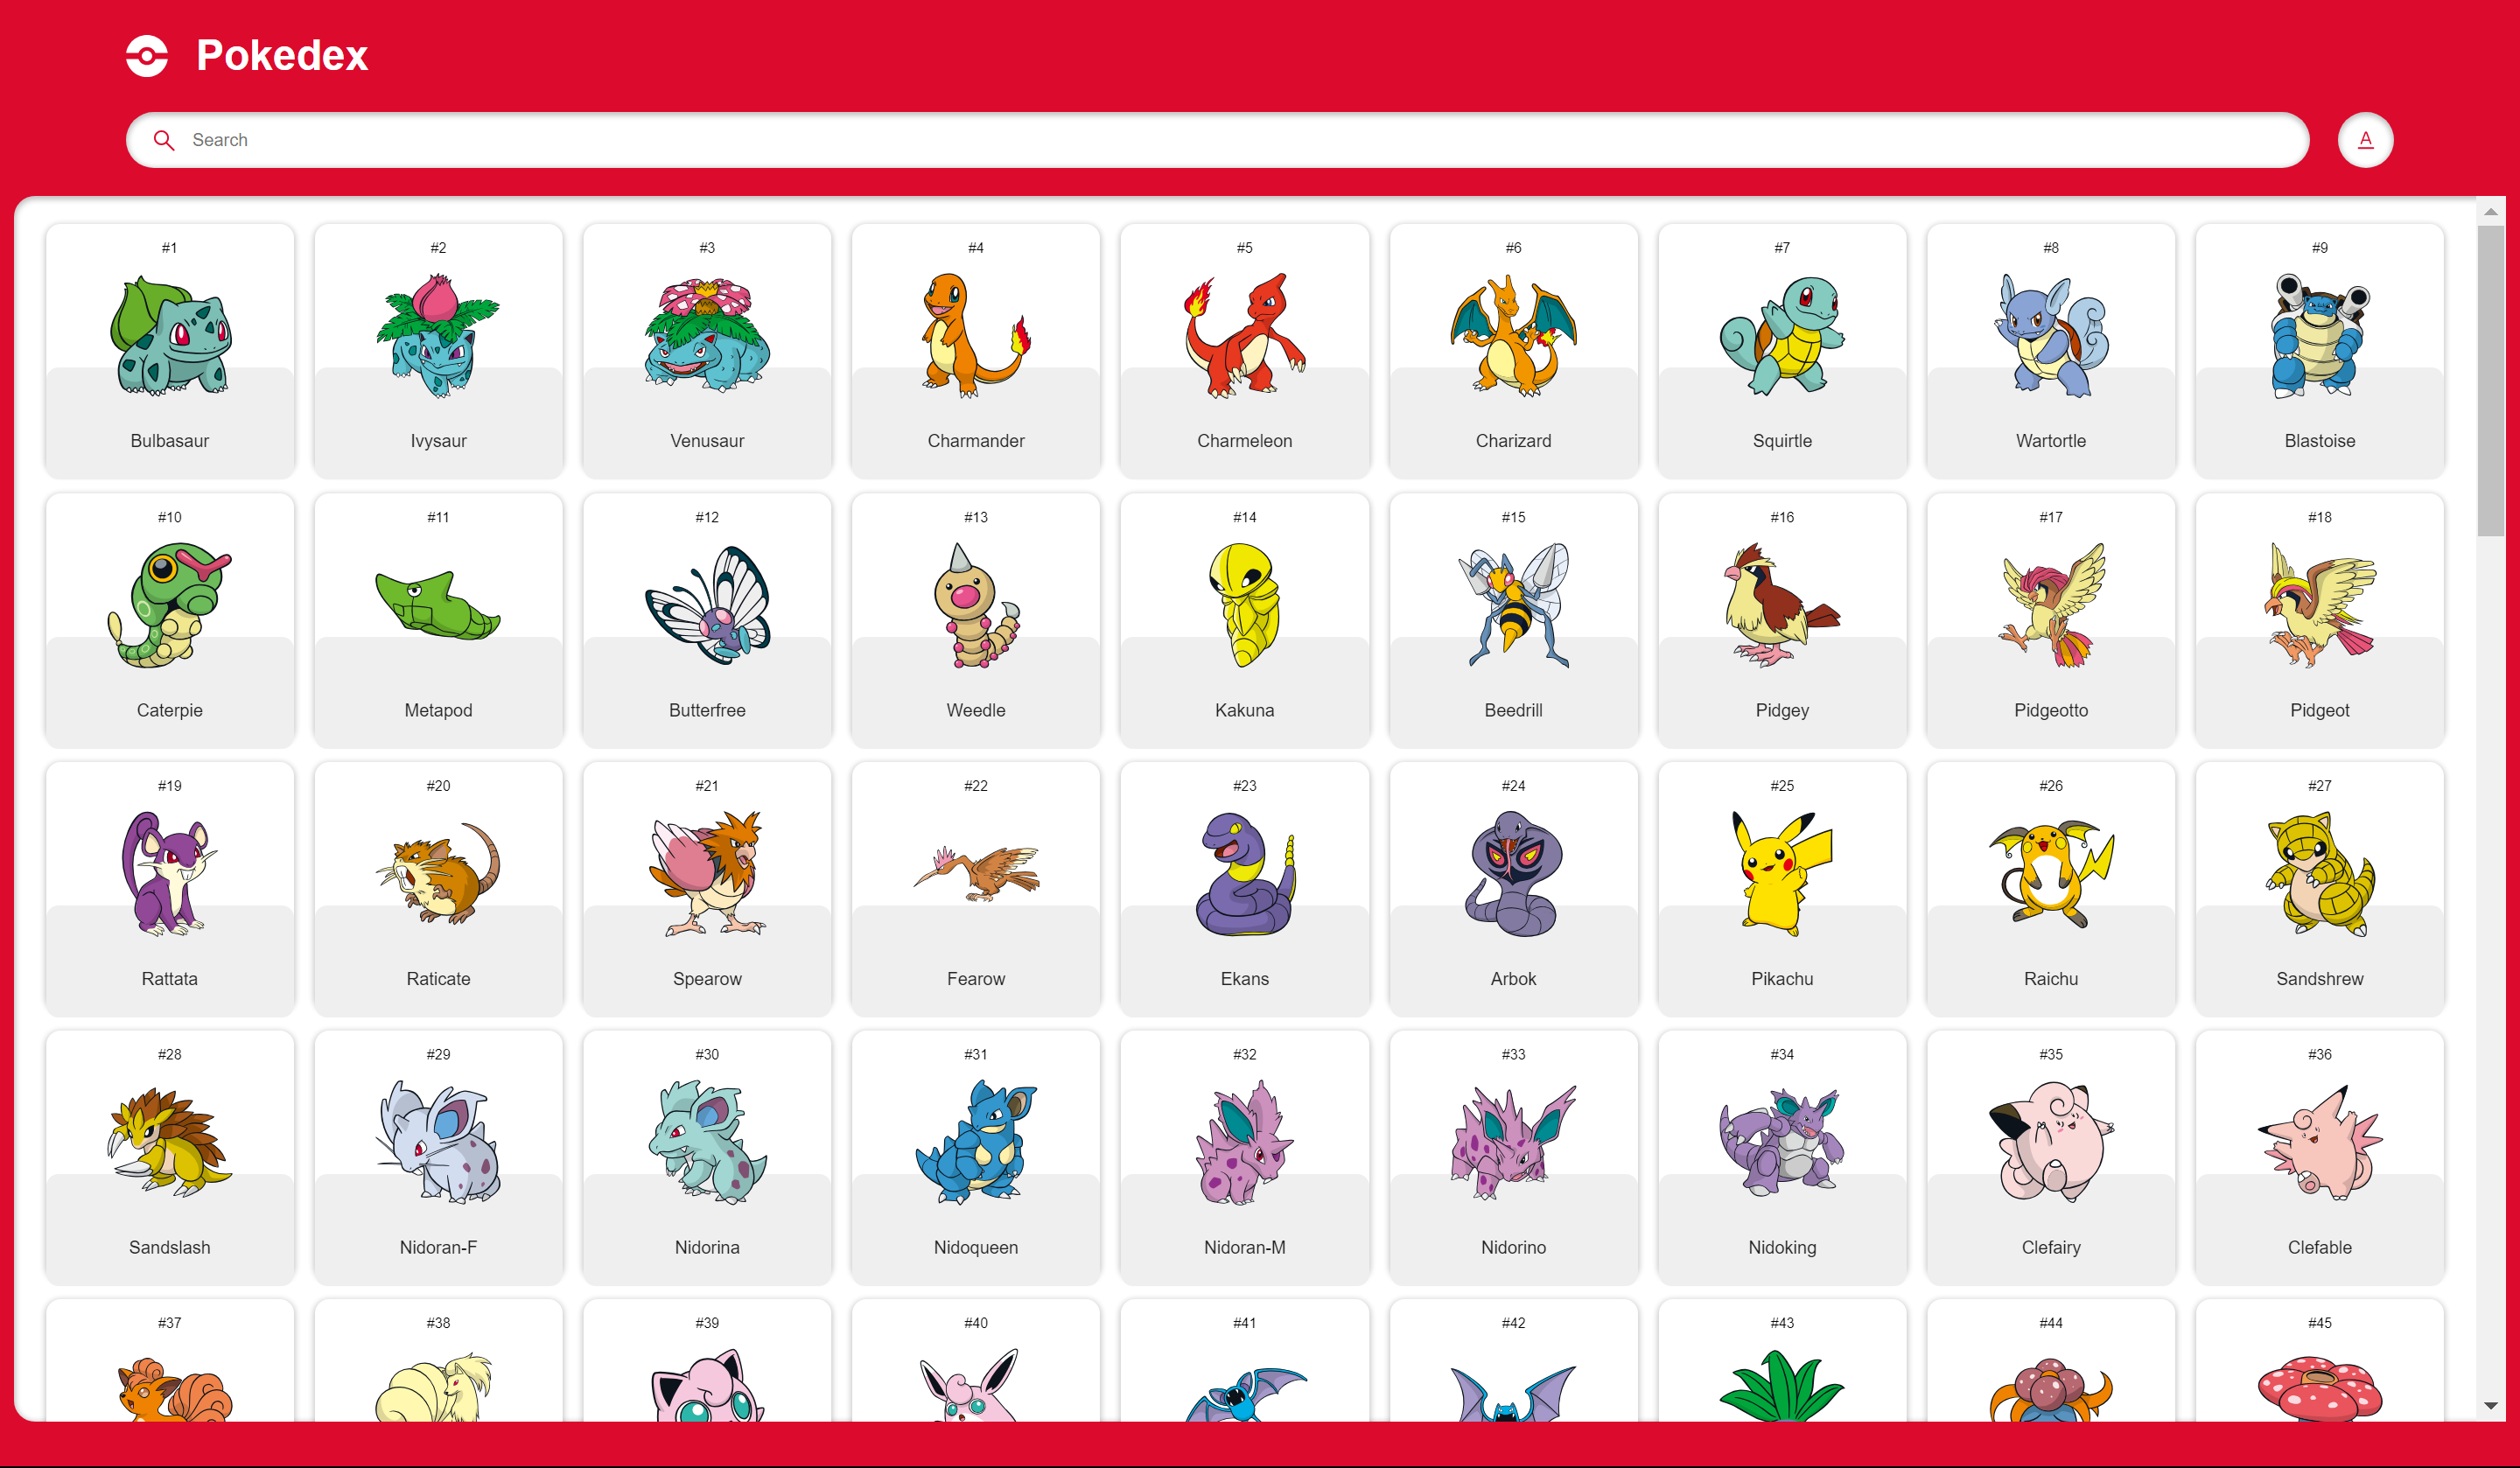 Pokedex
Search
A
#1 #2 #3 #4 #5 #6 #7 #8 #9
Bulbasaur Ivysaur Venusaur Charmander Charmeleon Charizard Squirtle Wartortle Blastoise
#10 #11 #12 #13 #14 #15 #16 #17 #18
Caterpie Metapod Butterfree Weedle Kakuna Beedrill Pidgey Pidgeotto Pidgeot
#19 #20 #21 #22 #23 #24 #25 #26 #27
Rattata Raticate Spearow Fearow Ekans Arbok Pikachu Raichu Sandshrew
#28 #29 #30 #31 #32 #33 #34 #35 #36
Sandslash Nidoran-F Nidorina Nidoqueen Nidoran-M Nidorino Nidoking Clefairy Clefable
#37 #38 #39 #40 #41 #42 #43 #44 #45